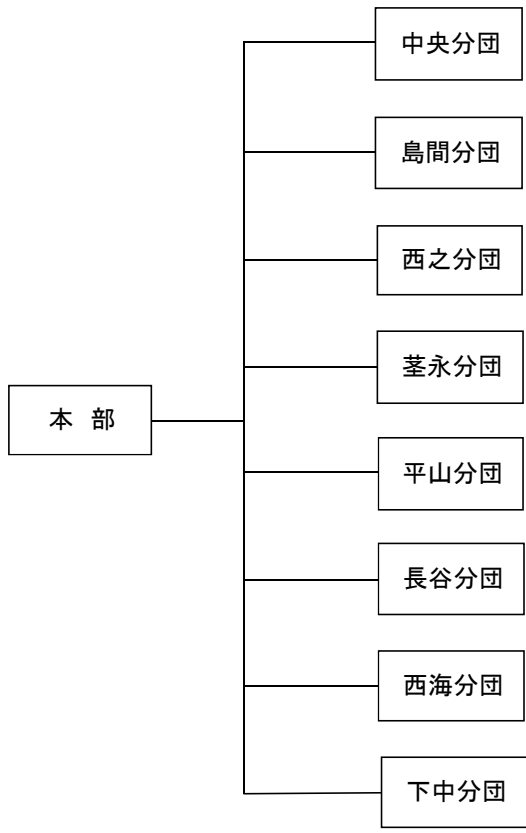 中央分団
島間分団
西之分団
茎永分団
本 部
平山分団
長谷分団
西海分団
下中分団